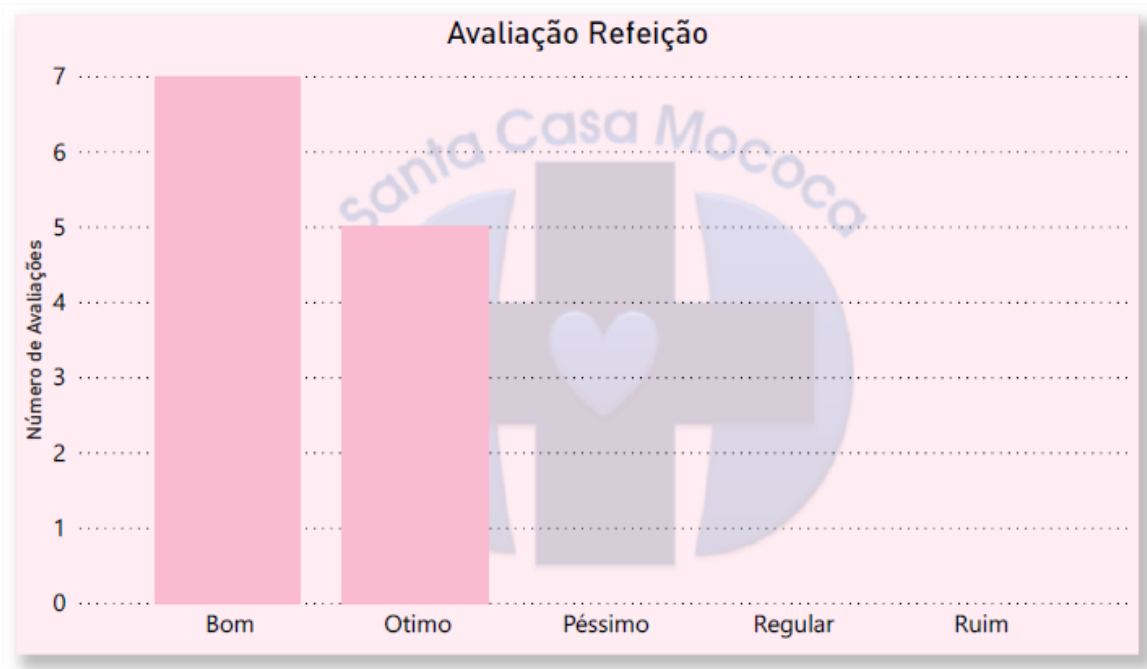 Avaliação Refeição
Santa Casa Mococa
Número de Avaliações
7
6
5
4
3
2
1
0
Bom Otimo Péssimo Regular Ruim